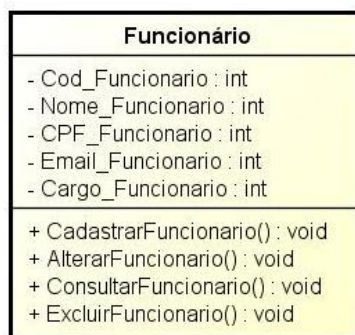 Funcionário
- Cod_Funcionario : int
- Nome_Funcionario : int
- CPF_Funcionario : int
- Email_Funcionario : int
- Cargo_Funcionario : int
+ CadastrarFuncionario() : void
+ AlterarFuncionario() : void
+ ConsultarFuncionario() : void
+ ExcluirFuncionario() : void